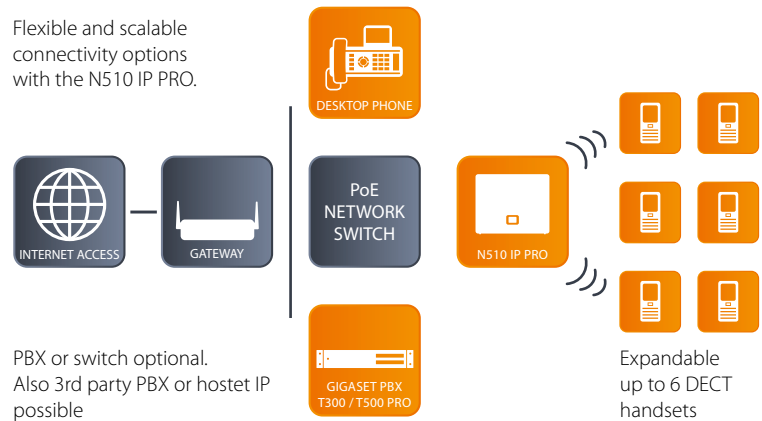 Flexible and scalable
connectivity options
with the N510 IP PRO.
DESKTOP PHONE
INTERNET ACCESS
GATEWAY
PoE
NETWORK
SWITCH
N510 IP PRO
GIGASET PBX
T300 / T500 PRO
PBX or switch optional.
Also 3rd party PBX or hostet IP
possible
Expandable
up to 6 DECT
handsets